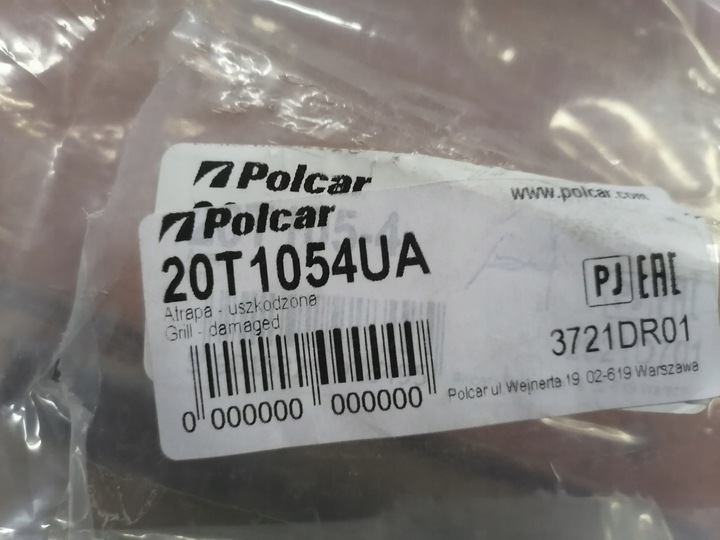 Polcar
www.polcar.com
Polcar
20T1054UA
Atrapa - uszkodzona
Grill - damaged
PJ EAC
3721DR01
0 000000 000000
Polcar ul. Wejnerta 19 02-619 Warszawa